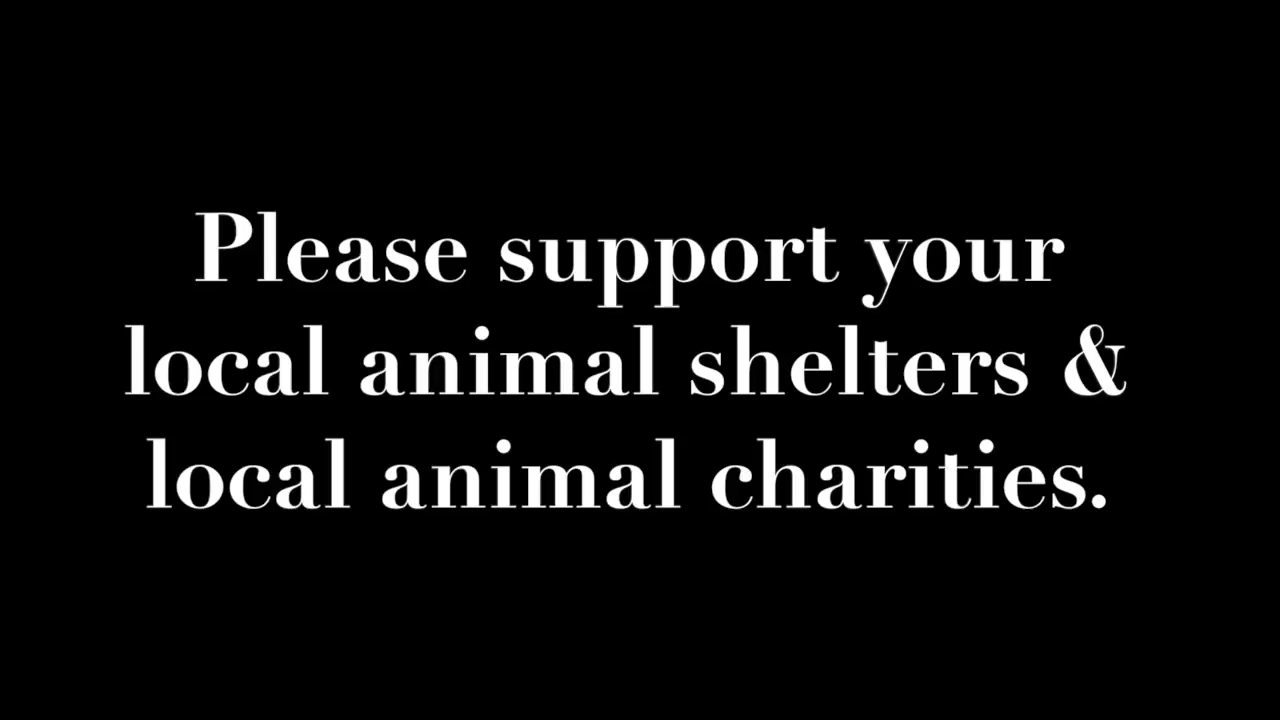 Please support your
local animal shelters &
local animal charities.